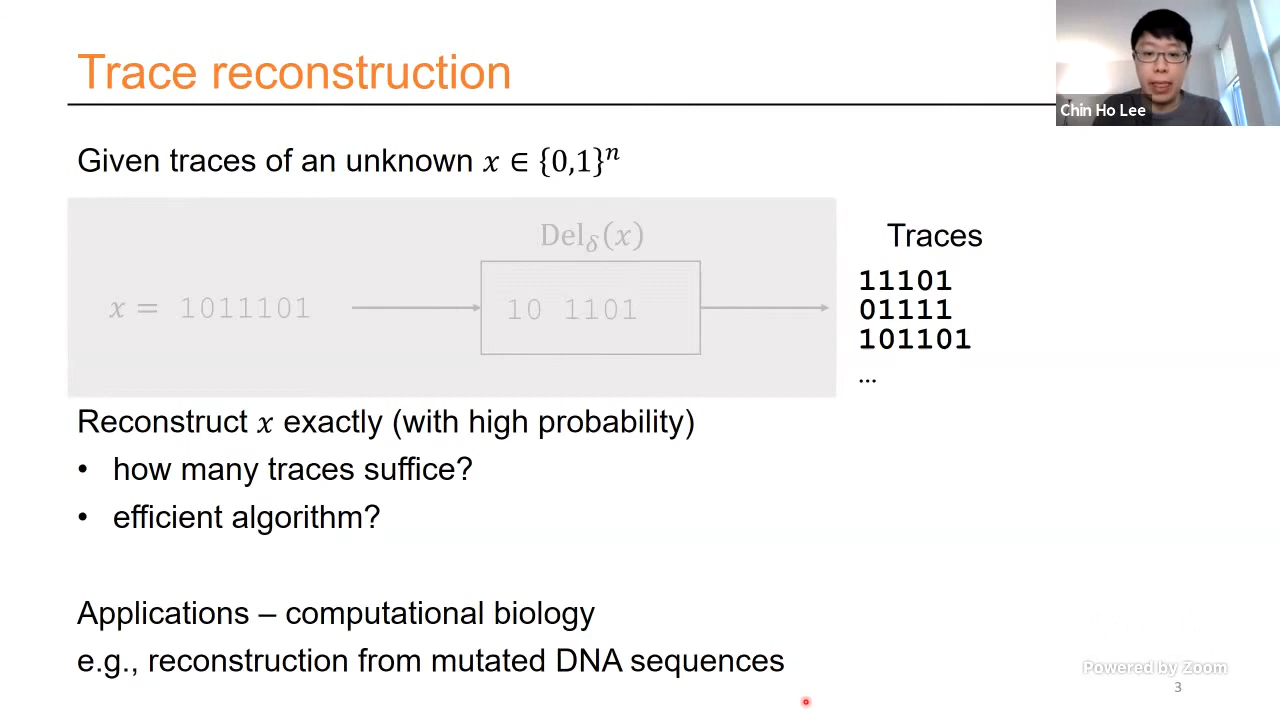 Trace reconstruction
Chin Ho Lee
Given traces of an unknown x ∈ {0,1}ⁿ
Del_δ(x)
x = 1011101
10 1101
Traces
11101
01111
101101
...
Reconstruct x exactly (with high probability)
• how many traces suffice?
• efficient algorithm?
Applications – computational biology
e.g., reconstruction from mutated DNA sequences
Powered by Zoom
3